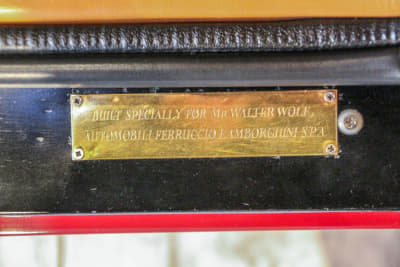 BUILT SPECIALLY FOR Mr WALTER WOLF
AUTOMOBILI FERRUCCIO LAMBORGHINI S.P.A